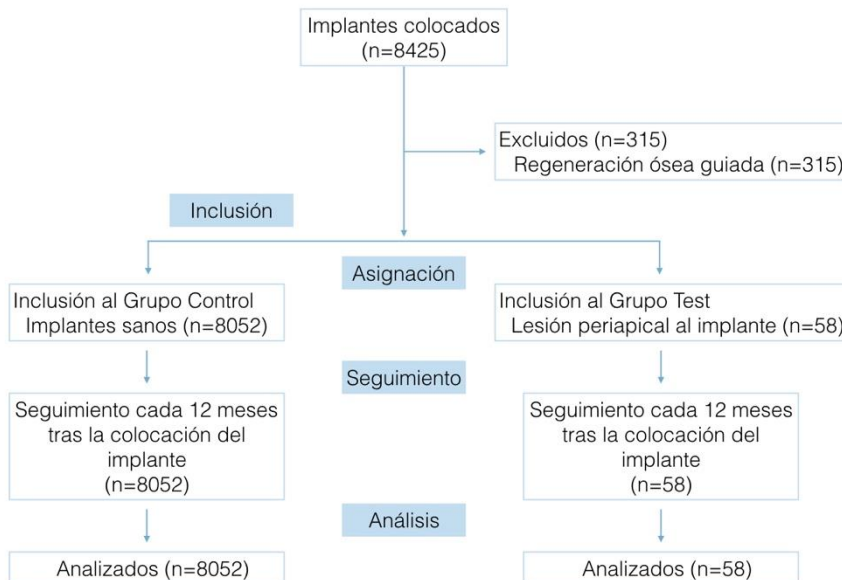 Implantes colocados
(n=8425)
Excluidos (n=315)
Regeneración ósea guiada (n=315)
Inclusión
Asignación
Inclusión al Grupo Control
Implantes sanos (n=8052)
Inclusión al Grupo Test
Lesión periapical al implante (n=58)
Seguimiento
Seguimiento cada 12 meses
tras la colocación del
implante
(n=8052)
Seguimiento cada 12 meses
tras la colocación del
implante
(n=58)
Análisis
Analizados (n=8052)
Analizados (n=58)